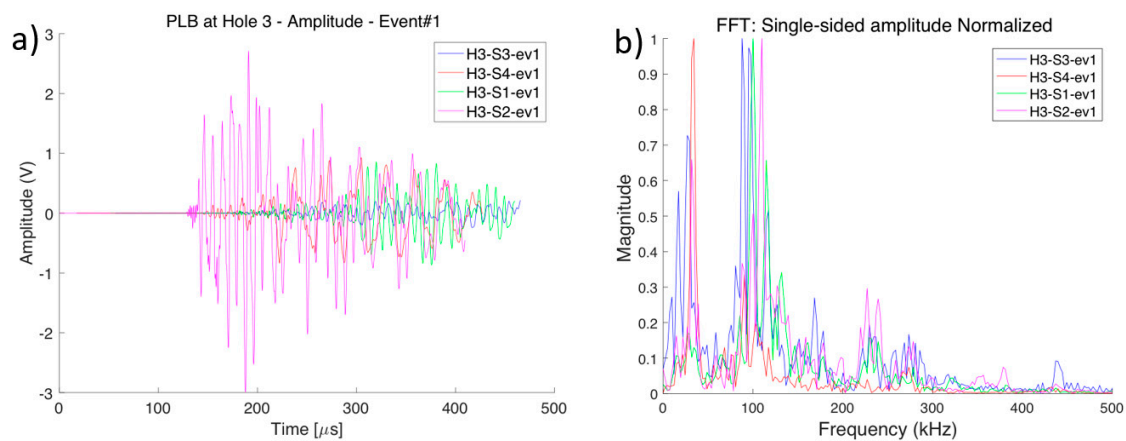 a)
PLB at Hole 3 - Amplitude - Event#1
3
2
1
0
-1
-2
-3
Amplitude (V)
H3-S3-ev1
H3-S4-ev1
H3-S1-ev1
H3-S2-ev1
0 100 200 300 400 500
Time [μs]
b)
FFT: Single-sided amplitude Normalized
1
0.9
0.8
0.7
0.6
0.5
0.4
0.3
0.2
0.1
0
Magnitude
H3-S3-ev1
H3-S4-ev1
H3-S1-ev1
H3-S2-ev1
0 100 200 300 400 500
Frequency (kHz)